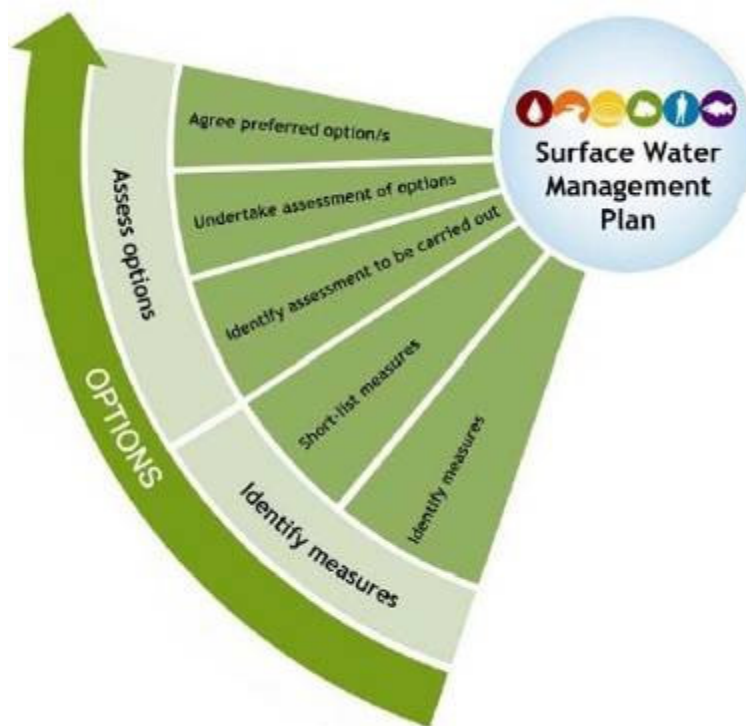 Surface Water
Management
Plan
Agree preferred option/s
Undertake assessment of options
Identify assessment to be carried out
Short-list measures
Identify measures
Assess options
Identify measures
OPTIONS